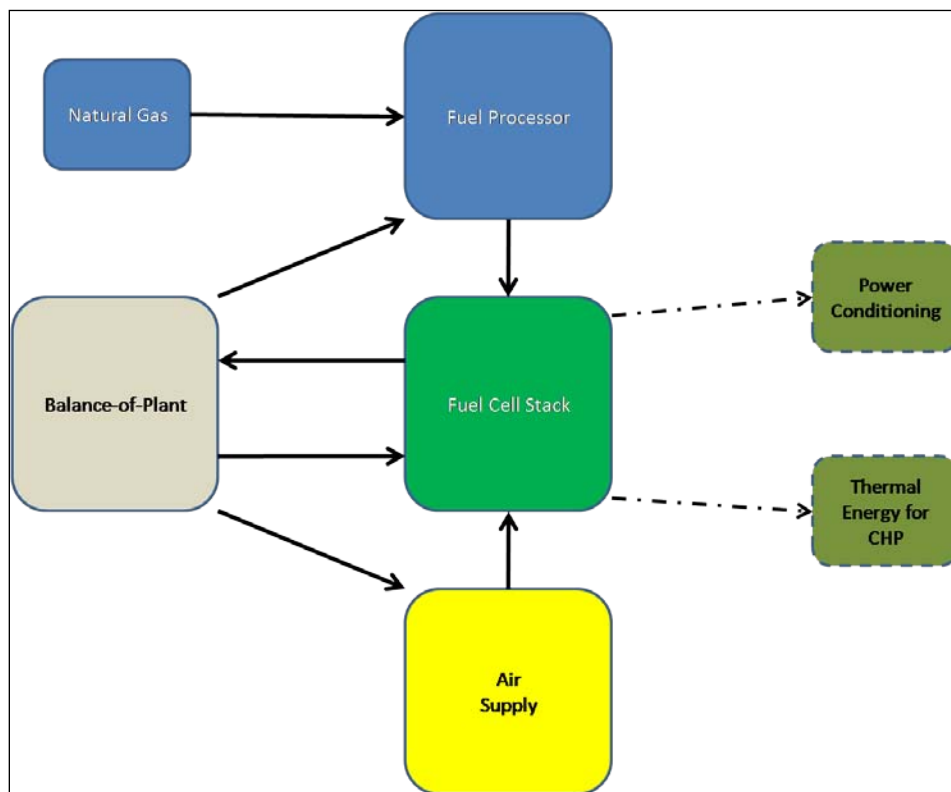 Natural Gas
Fuel Processor
Power
Conditioning
Balance-of-Plant
Fuel Cell Stack
Thermal
Energy for
CHP
Air
Supply